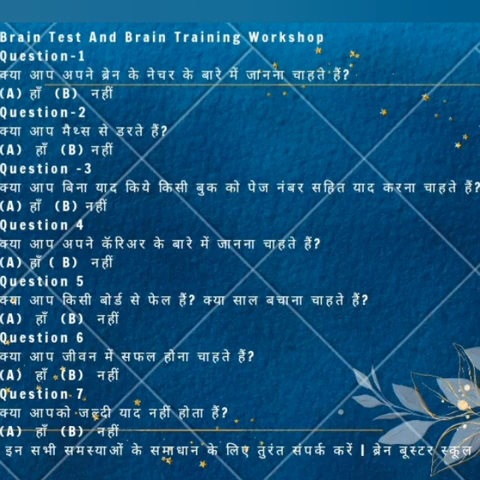 Brain Test And Brain Training Workshop
Question-1
क्या आप अपने ब्रेन के नेचर के बारे में जानना चाहते हैं?
(A) हाँ (B) नहीं
Question-2
क्या आप मैथ्स से डरते हैं?
(A) हाँ (B) नहीं
Question -3
क्या आप बिना याद किये किसी बुक को पेज नंबर सहित याद करना चाहते हैं?
(A) हाँ (B) नहीं
Question 4
क्या आप अपने कॅरिअर के बारे में जानना चाहते हैं?
(A) हाँ ( B) नहीं
Question 5
क्या आप किसी बोर्ड से फेल हैं? क्या साल बचाना चाहते हैं?
(A) हाँ (B) नहीं
Question 6
क्या आप जीवन में सफल होना चाहते हैं?
(A) हाँ (B) नहीं
Question 7
क्या आपको जल्दी याद नहीं होता हैं?
(A) हाँ (B) नहीं
इन सभी समस्याओं के समाधान के लिए तुरंत संपर्क करें | ब्रेन बूस्टर स्कूल